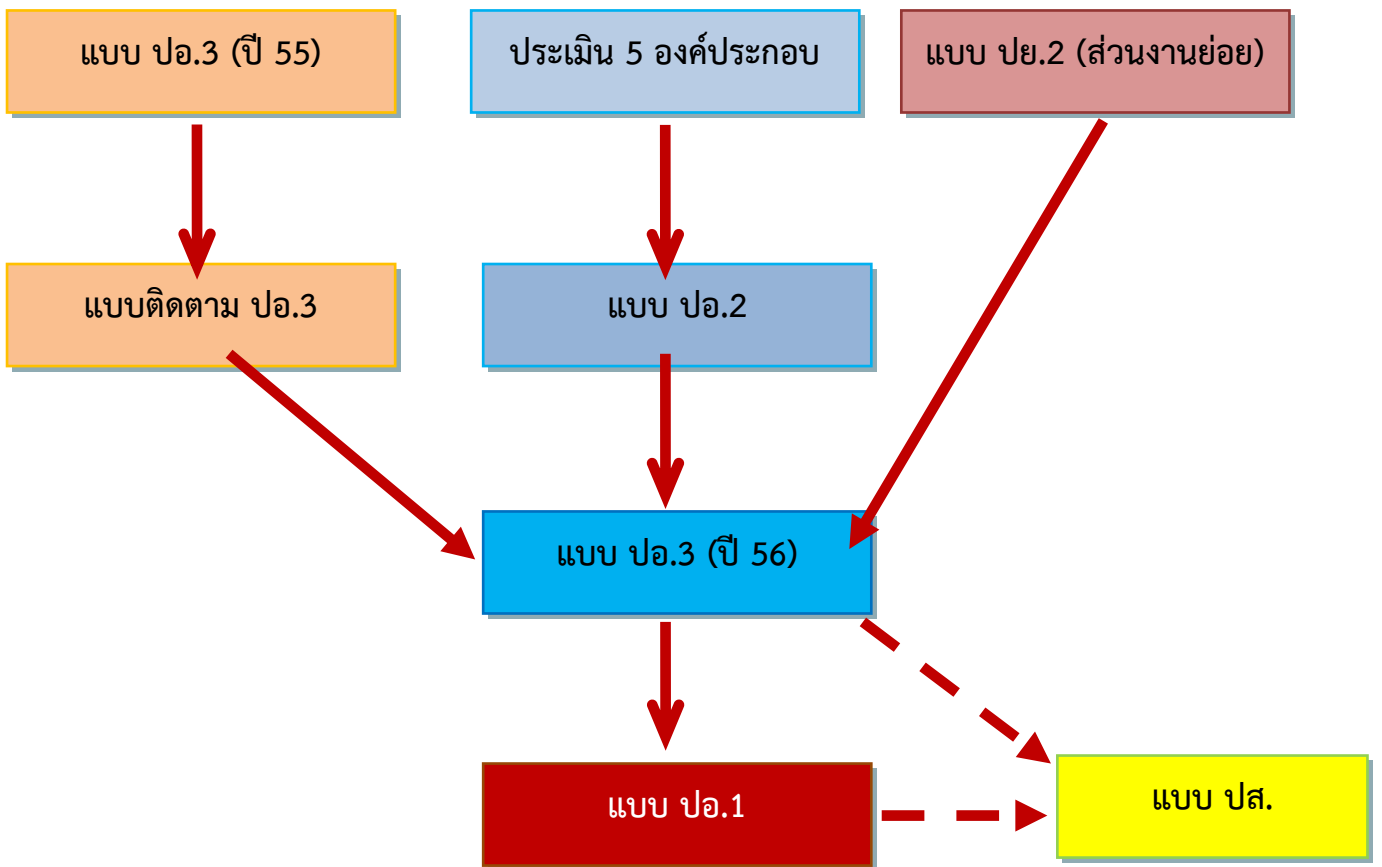 แบบ ปอ.3 (ปี 55)
ประเมิน 5 องค์ประกอบ
แบบ ปย.2 (ส่วนงานย่อย)
แบบติดตาม ปอ.3
แบบ ปอ.2
แบบ ปอ.3 (ปี 56)
แบบ ปอ.1
แบบ ปส.